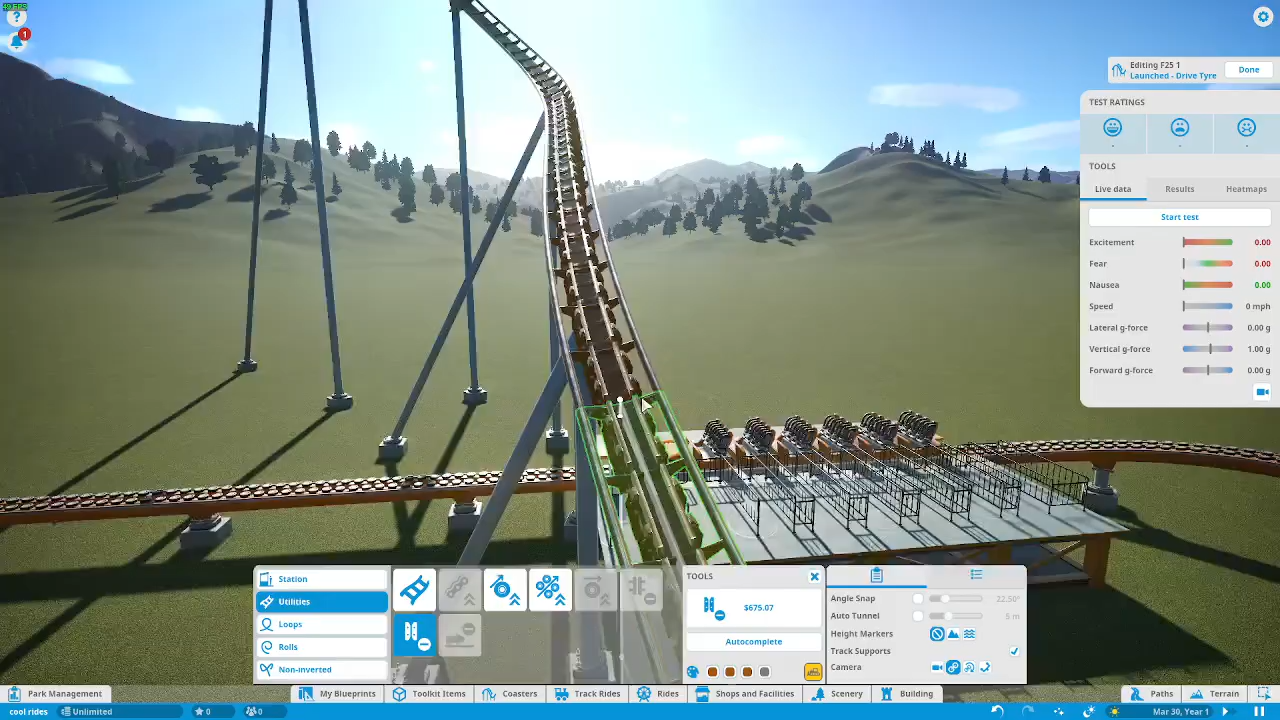 ?
1
Editing F25 1
Launched - Drive Tyre
Done
TEST RATINGS
- - -
TOOLS
Live data Results Heatmaps
Start test
Excitement 0.00
Fear 0.00
Nausea 0.00
Speed 0 mph
Lateral g-force 0.00 g
Vertical g-force 1.00 g
Forward g-force 0.00 g
Station
Utilities
Loops
Rolls
Non-inverted
TOOLS
$675.07
Autocomplete
Angle Snap 22.50°
Auto Tunnel 5 m
Height Markers
Track Supports
Camera
Park Management
My Blueprints
Toolkit Items
Coasters
Track Rides
Rides
Shops and Facilities
Scenery
Building
Paths
Terrain
cool rides
Unlimited
0
0
Mar 30, Year 1